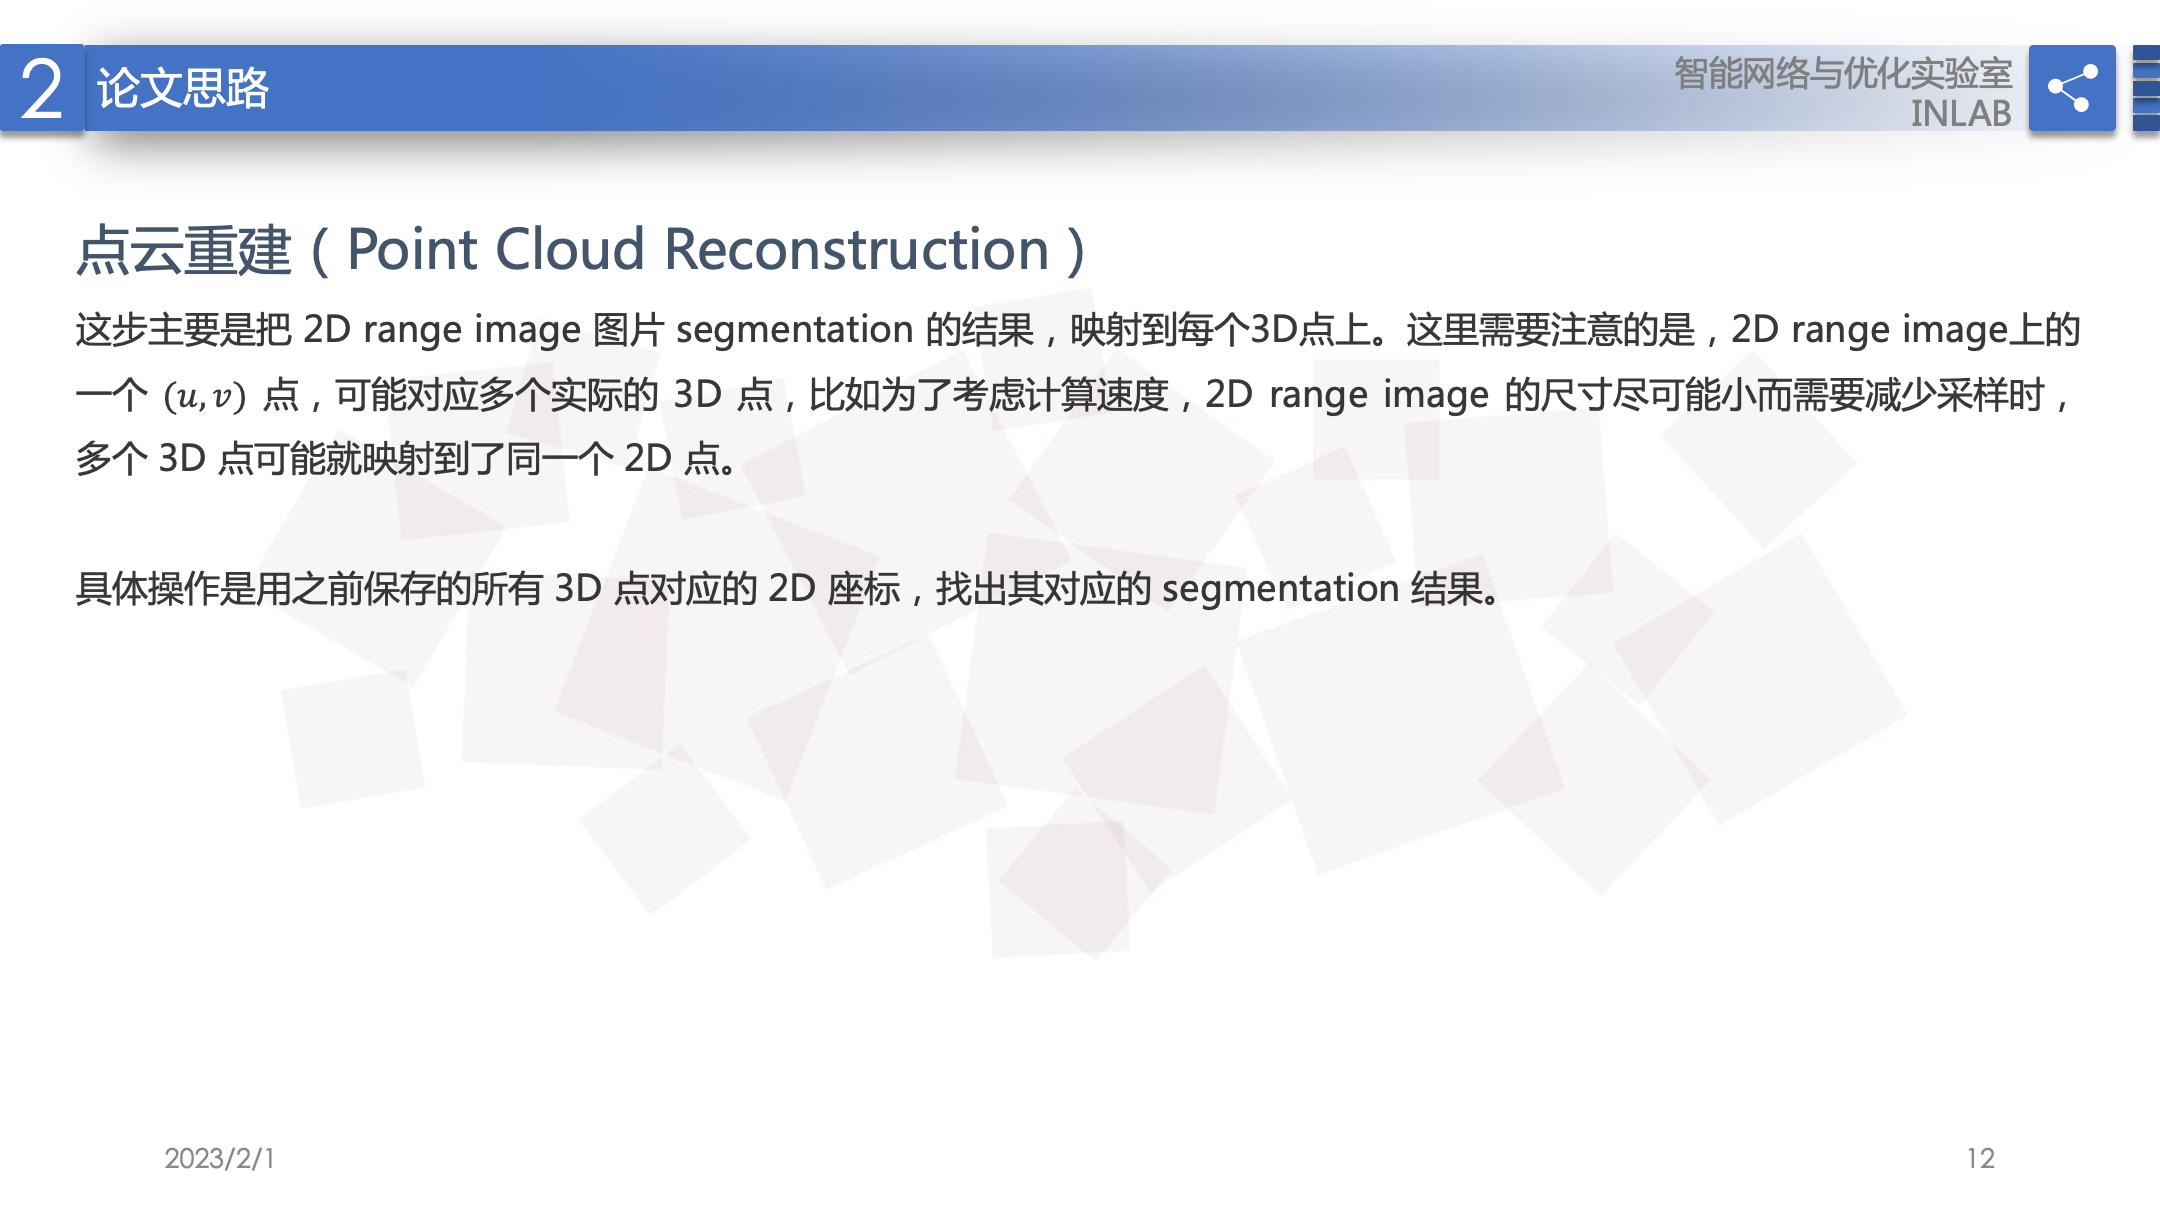 2 论文思路
智能网络与优化实验室
INLAB
点云重建（Point Cloud Reconstruction）
这步主要是把 2D range image 图片 segmentation 的结果，映射到每个3D点上。这里需要注意的是，2D range image上的
一个 (u,v) 点，可能对应多个实际的 3D 点，比如为了考虑计算速度，2D range image 的尺寸尽可能小而需要减少采样时，
多个 3D 点可能就映射到了同一个 2D 点。
具体操作是用之前保存的所有 3D 点对应的 2D 座标，找出其对应的 segmentation 结果。
2023/2/1
12